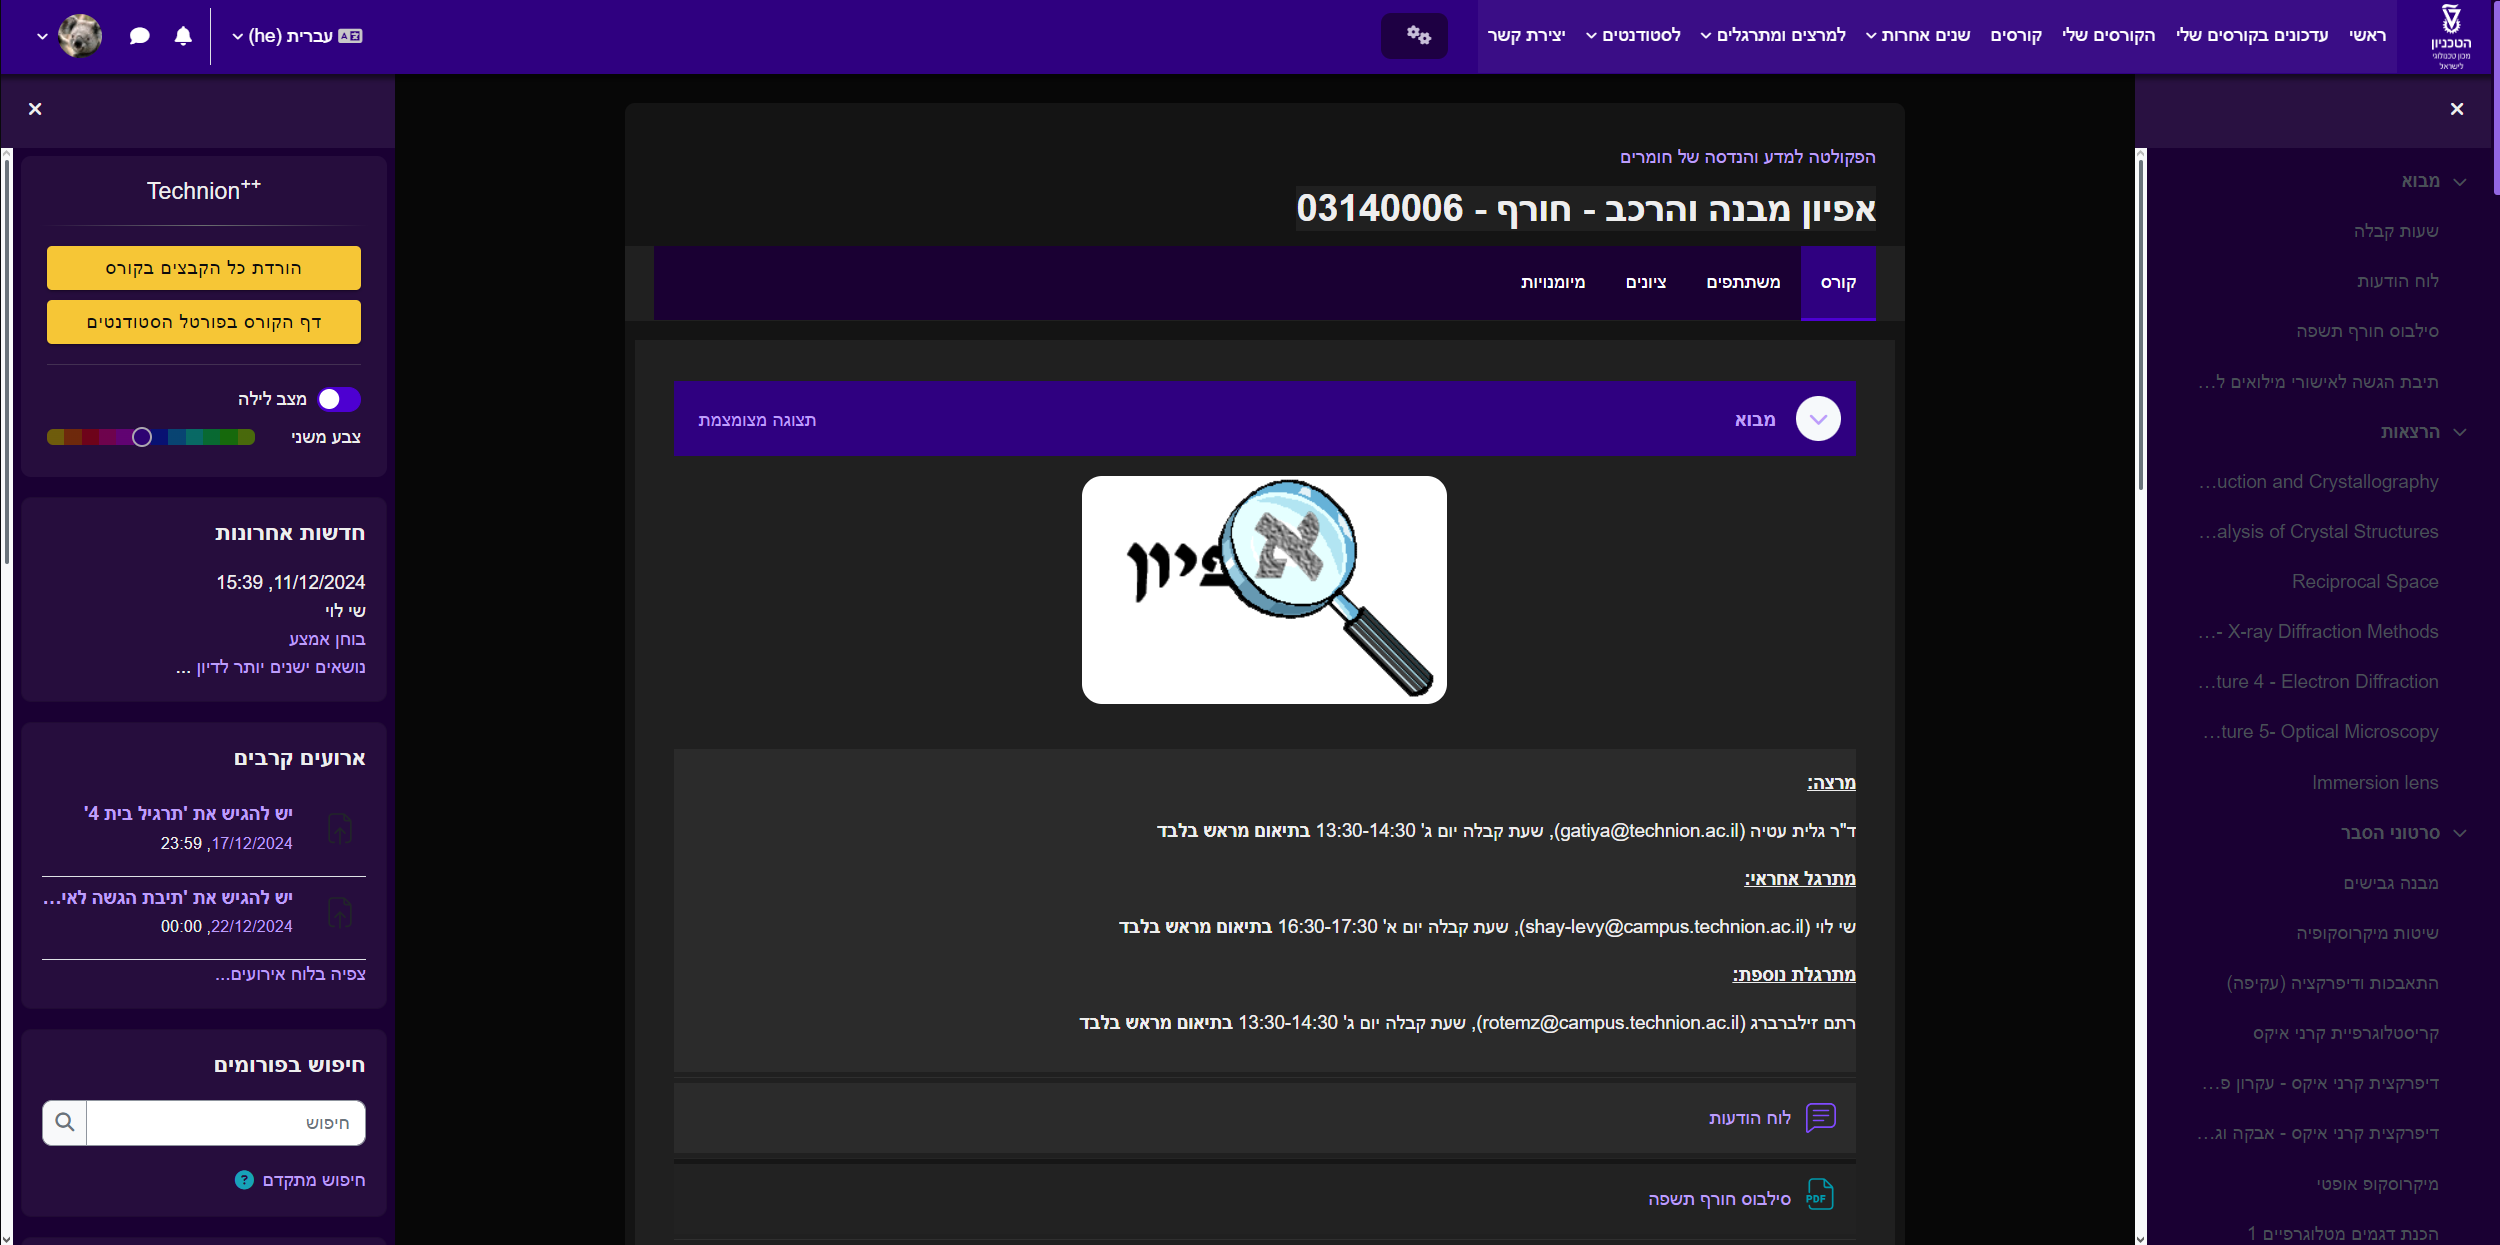 הטכניון
מכון טכנולוגי
לישראל
ראשי
עדכונים בקורסים שלי
הקורסים שלי
קורסים
שנים אחרות
למרצים ומתרגלים
לסטודנטים
יצירת קשר
עברית (he)
מבוא
שעות קבלה
לוח הודעות
סילבוס חורף תשפה
תיבת הגשה לאישורי מילואים ל...
הרצאות
...uction and Crystallography
...alysis of Crystal Structures
Reciprocal Space
...- X-ray Diffraction Methods
...ture 4 - Electron Diffraction
...ture 5- Optical Microscopy
Immersion lens
סרטוני הסבר
מבנה גבישים
שיטות מיקרוסקופיה
התאבכות ודיפרקציה (עקיפה)
קריסטלוגרפיית קרני איקס
דיפרקצית קרני איקס - עקרון פ...
דיפרקצית קרני איקס - אבקה וג...
מיקרוסקופ אופטי
הכנת דגמים מטלוגרפיים 1
הפקולטה למדע והנדסה של חומרים
אפיון מבנה והרכב - חורף - 03140006
קורס
משתתפים
ציונים
מיומנויות
מבוא
תצוגה מצומצמת
אפיון
מרצה:
ד"ר גלית עטיה (gatiya@technion.ac.il), שעת קבלה יום ג' 13:30-14:30 בתיאום מראש בלבד
מתרגל אחראי:
שי לוי (shay-levy@campus.technion.ac.il), שעת קבלה יום א' 16:30-17:30 בתיאום מראש בלבד
מתרגלת נוספת:
רתם זילברברג (rotemz@campus.technion.ac.il), שעת קבלה יום ג' 13:30-14:30 בתיאום מראש בלבד
לוח הודעות
PDF
סילבוס חורף תשפה
Technion++
הורדת כל הקבצים בקורס
דף הקורס בפורטל הסטודנטים
מצב לילה
צבע משני
חדשות אחרונות
11/12/2024, 15:39
שי לוי
בוחן אמצע
נושאים ישנים יותר לדיון ...
ארועים קרבים
יש להגיש את 'תרגיל בית 4'
17/12/2024, 23:59
יש להגיש את 'תיבת הגשה לאי...
22/12/2024, 00:00
צפיה בלוח אירועים...
חיפוש בפורומים
חיפוש
חיפוש מתקדם